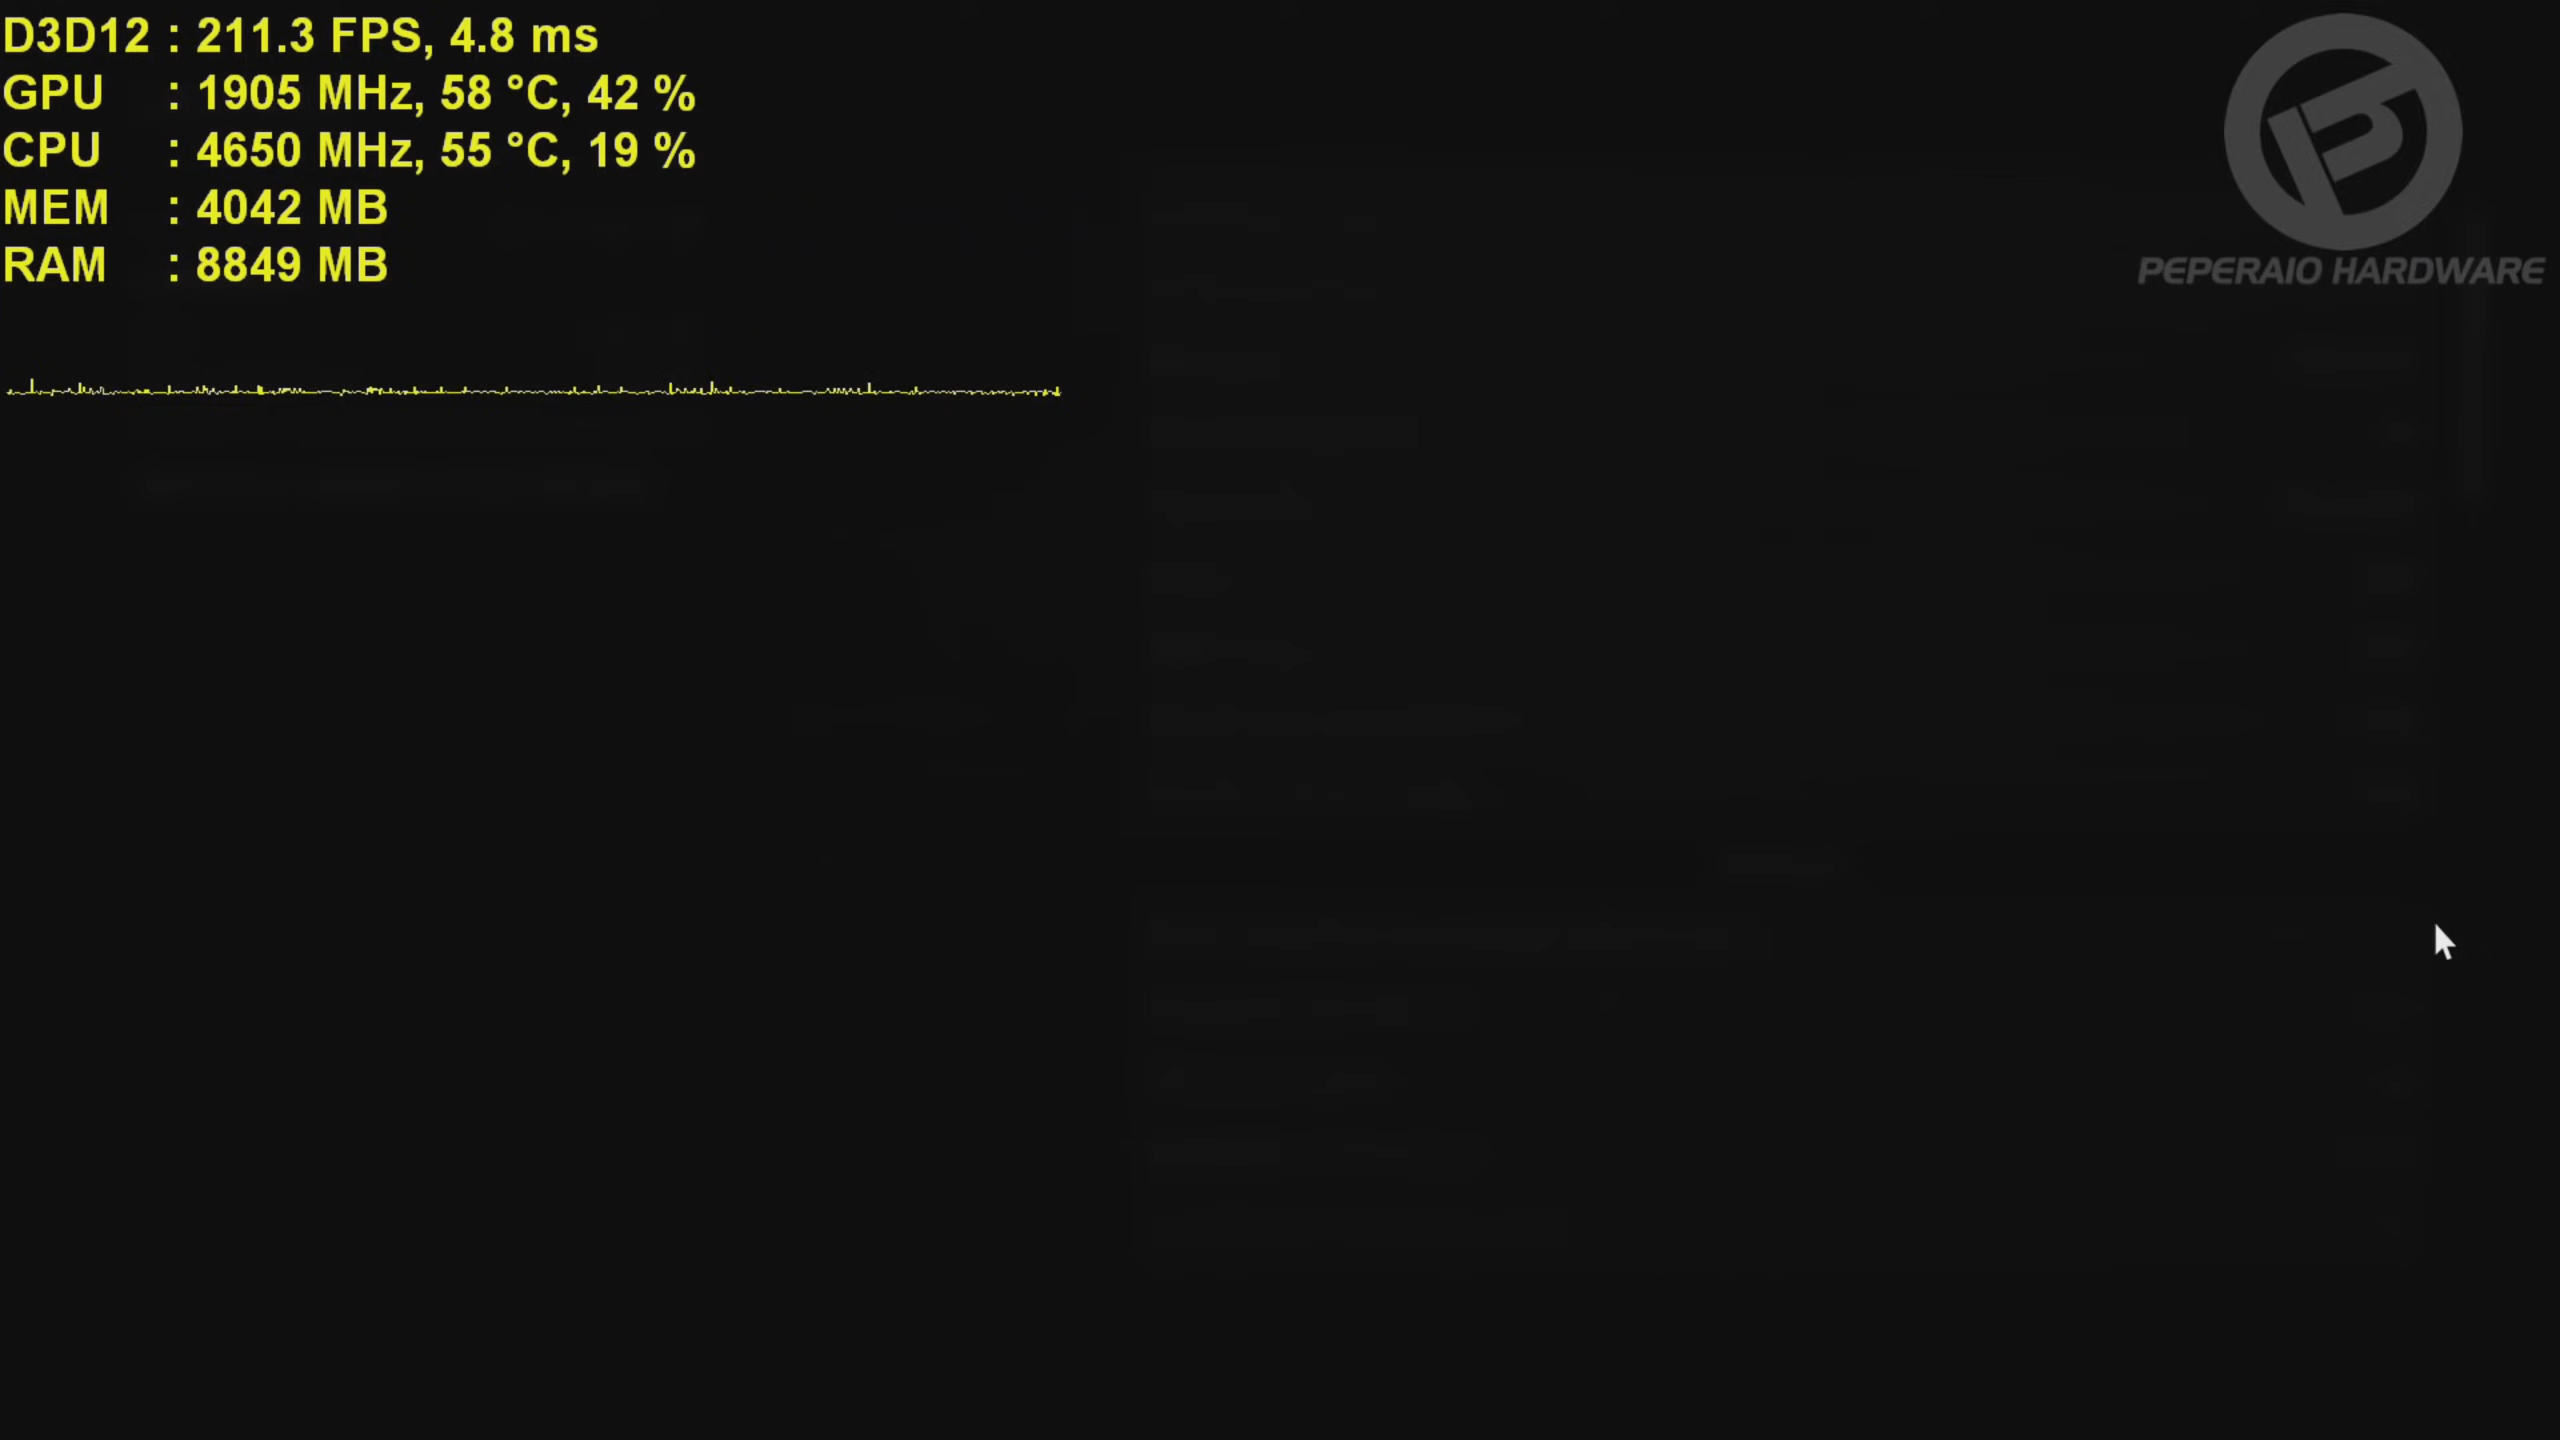 D3D12 : 211.3 FPS, 4.8 ms
GPU : 1905 MHz, 58 °C, 42 %
CPU : 4650 MHz, 55 °C, 19 %
MEM : 4042 MB
RAM : 8849 MB
PEPERAIO HARDWARE